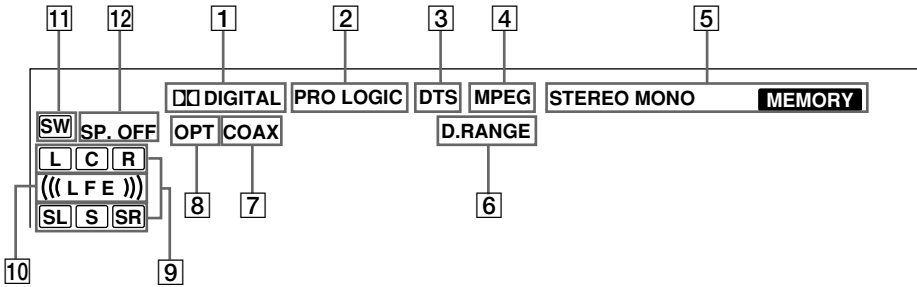 11 12 1 2 3 4 5
DIGITAL PRO LOGIC DTS MPEG STEREO MONO MEMORY
SW SP. OFF OPT COAX D.RANGE
L C R
((( L F E )))
8 7 6
SL S SR
10 9